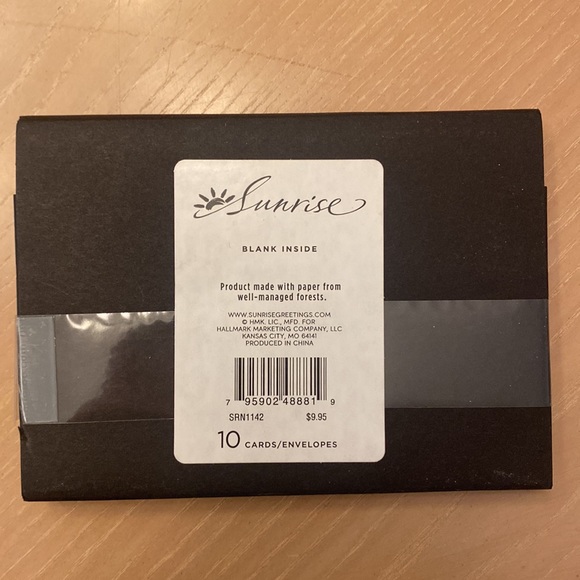 Sunrise
BLANK INSIDE
Product made with paper from
well-managed forests.
WWW.SUNRISEGREETINGS.COM
© HMK, LIC., MFD. FOR
HALLMARK MARKETING COMPANY, LLC
KANSAS CITY, MO 64141
PRODUCED IN CHINA
7 95902 48881 9
SRN1142 $9.95
10 CARDS/ENVELOPES